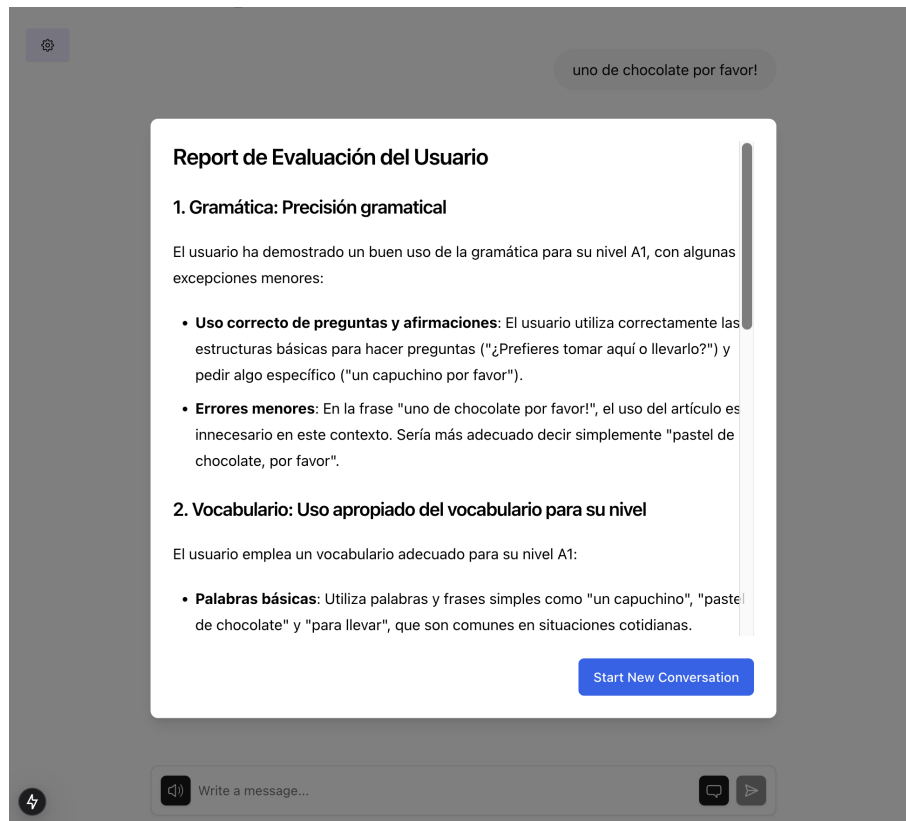 uno de chocolate por favor!
Report de Evaluación del Usuario
1. Gramática: Precisión gramatical
El usuario ha demostrado un buen uso de la gramática para su nivel A1, con algunas
excepciones menores:
• Uso correcto de preguntas y afirmaciones: El usuario utiliza correctamente las
estructuras básicas para hacer preguntas ("¿Prefieres tomar aquí o llevarlo?") y
pedir algo específico ("un capuchino por favor").
• Errores menores: En la frase "uno de chocolate por favor!", el uso del artículo es
innecesario en este contexto. Sería más adecuado decir simplemente "pastel de
chocolate, por favor".
2. Vocabulario: Uso apropiado del vocabulario para su nivel
El usuario emplea un vocabulario adecuado para su nivel A1:
• Palabras básicas: Utiliza palabras y frases simples como "un capuchino", "pastel
de chocolate" y "para llevar", que son comunes en situaciones cotidianas.
Start New Conversation
Write a message...